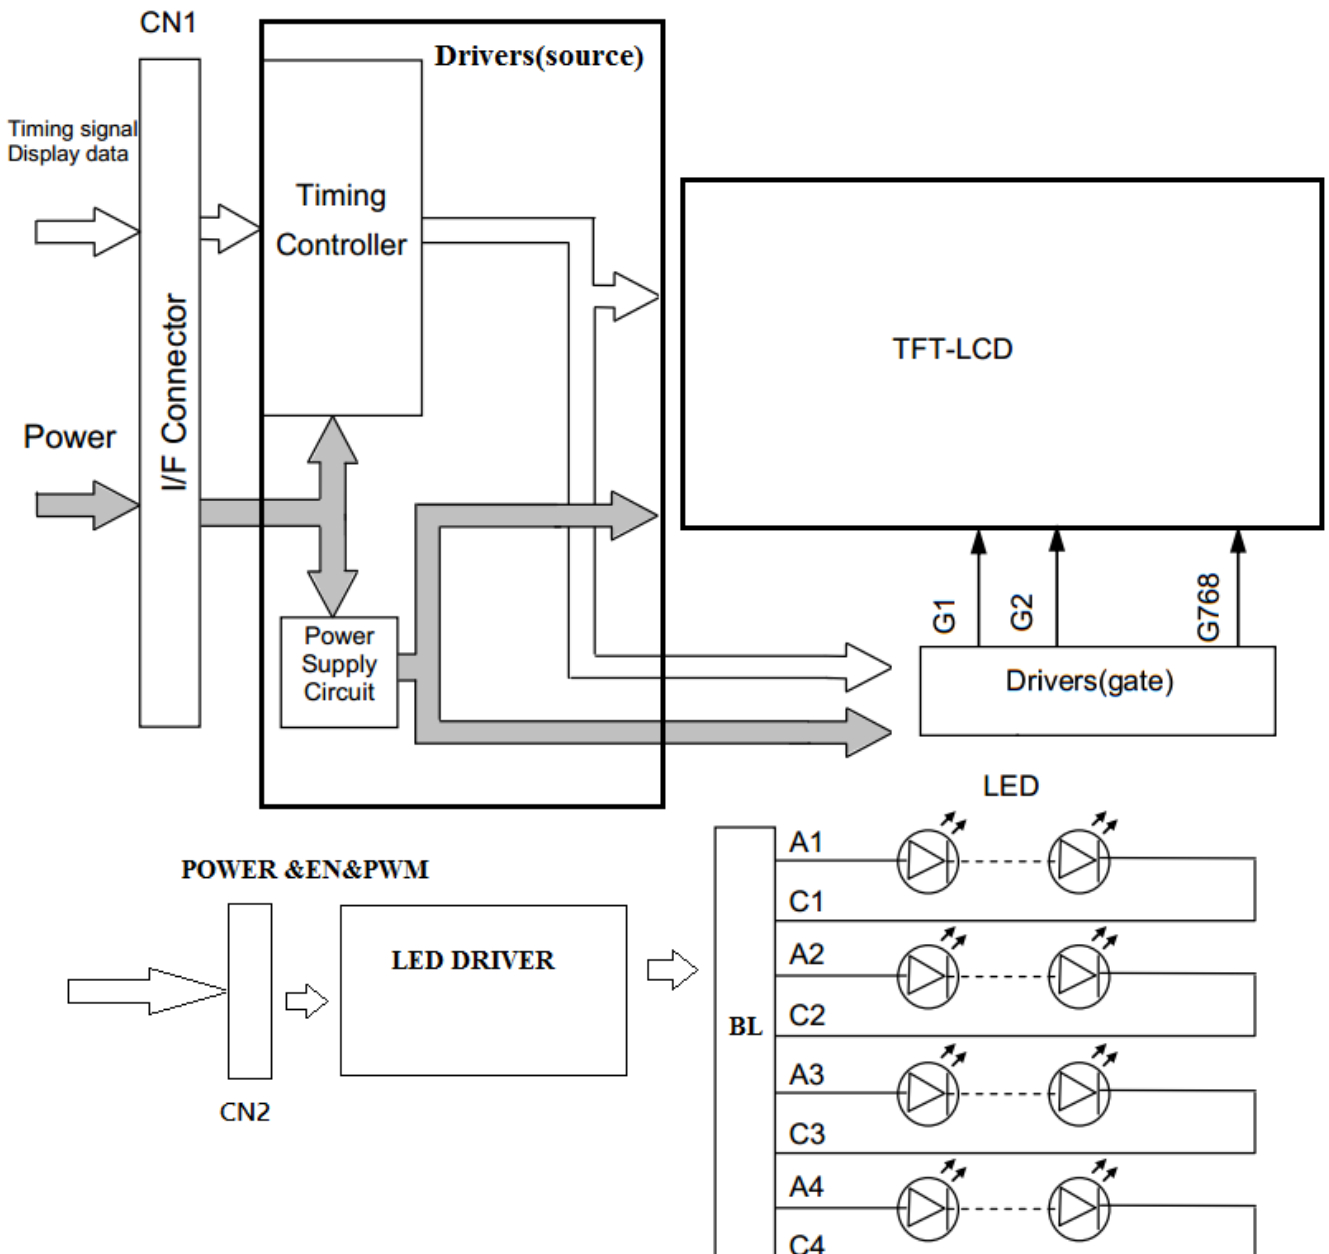 CN1
Drivers(source)
Timing signal
Display data
Timing
Controller
I/F Connector
TFT-LCD
Power
G1
G2
G768
Power
Supply
Circuit
Drivers(gate)
LED
POWER &EN&PWM
LED DRIVER
CN2
BL
A1
C1
A2
C2
A3
C3
A4
C4